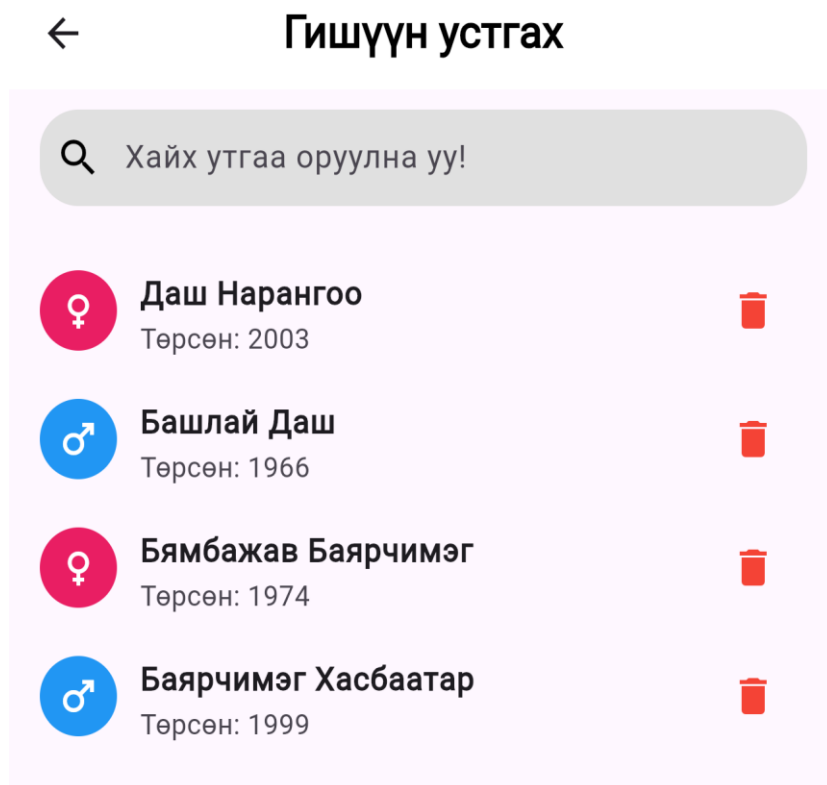 Гишүүн устгах
Хайх утгаа оруулна уу!
Даш Нарангоо
Төрсөн: 2003
Башлай Даш
Төрсөн: 1966
Бямбажав Баярчимэг
Төрсөн: 1974
Баярчимэг Хасбаатар
Төрсөн: 1999